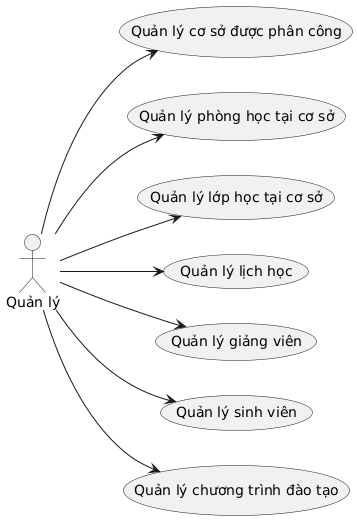 Quản lý cơ sở được phân công
Quản lý phòng học tại cơ sở
Quản lý lớp học tại cơ sở
Quản lý lịch học
Quản lý
Quản lý giảng viên
Quản lý sinh viên
Quản lý chương trình đào tạo